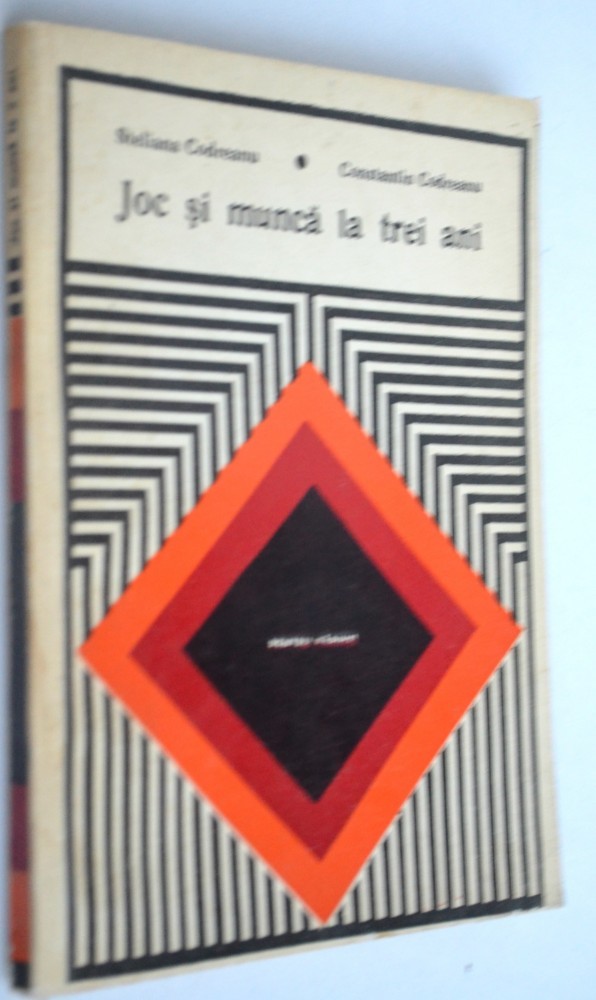 Steliana Codreanu • Constantin Codreanu
Joc și muncă la trei ani